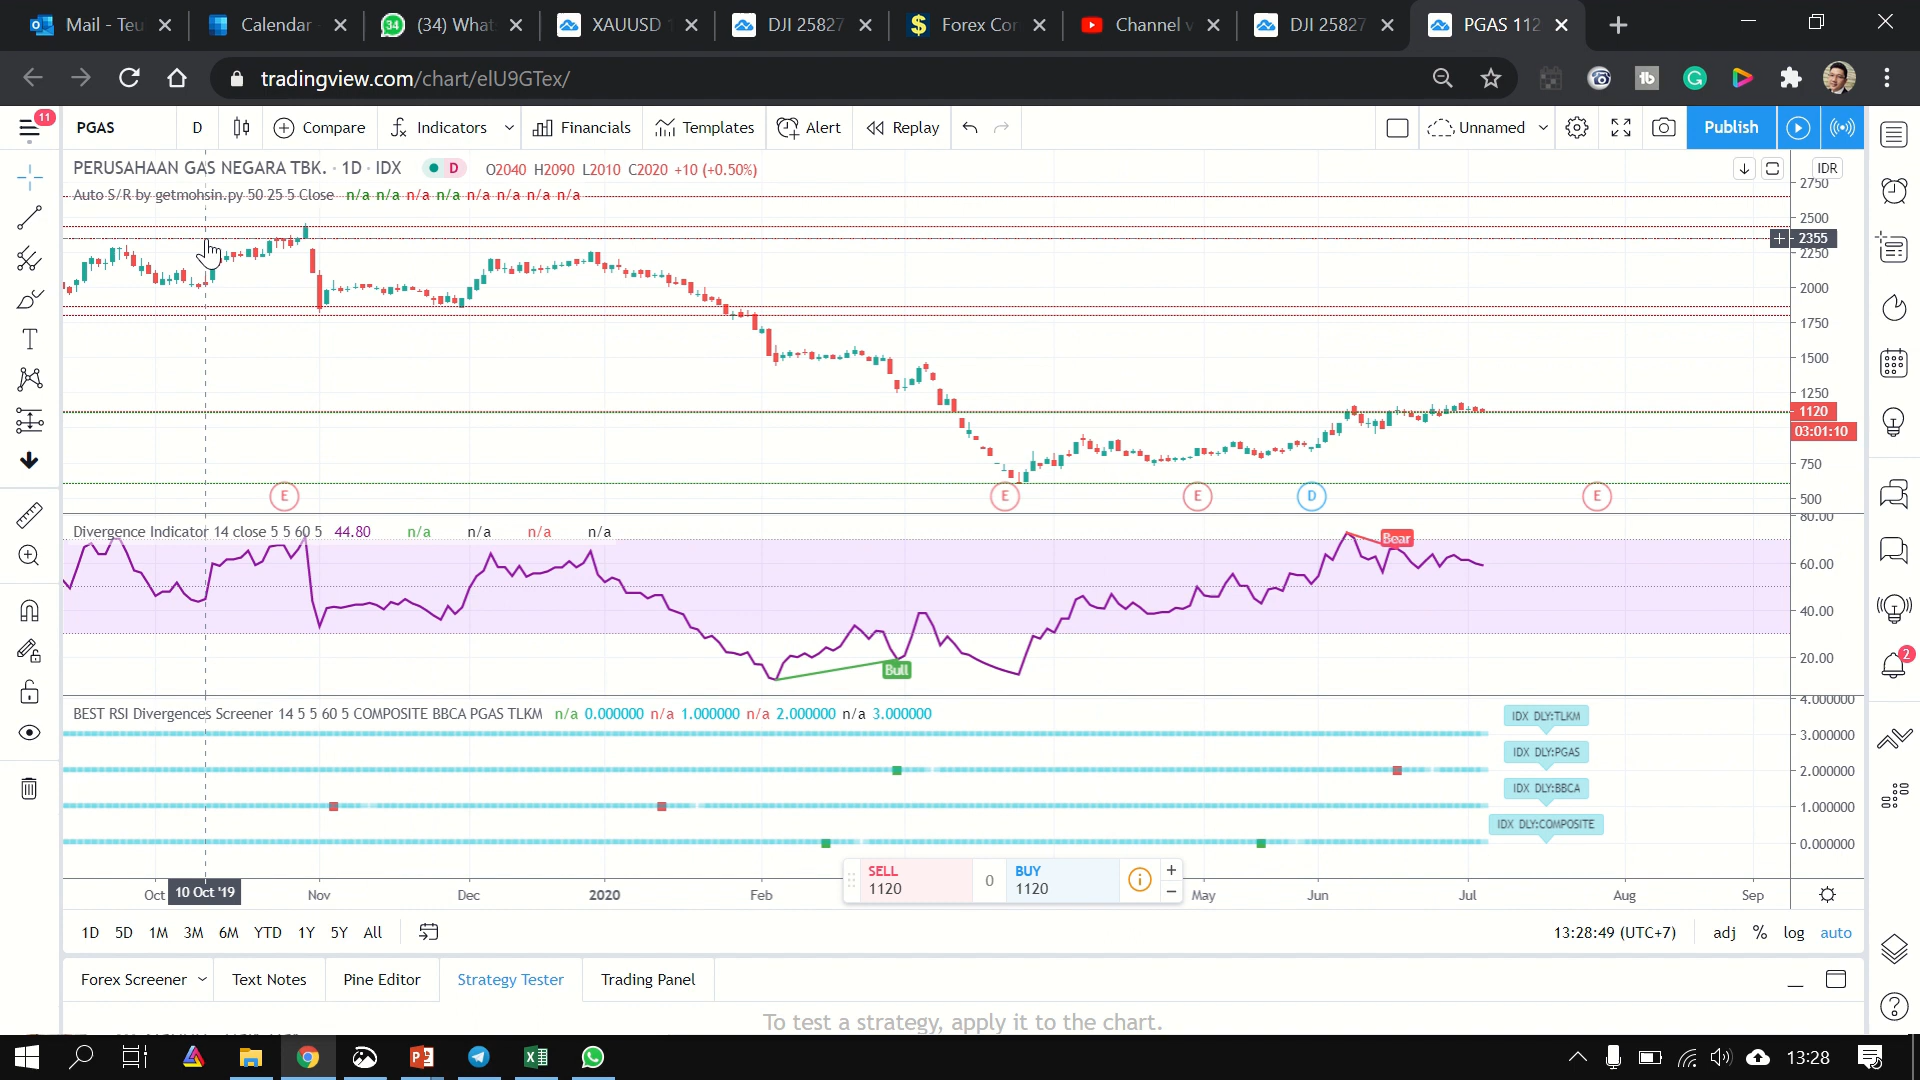 Mail - Teu
Calendar
(34) What
XAUUSD 1
DJI 25827
Forex Cor
Channel v
DJI 25827
PGAS 112
tradingview.com/chart/elU9GTex/
11
PGAS
D
Compare
Indicators
Financials
Templates
Alert
Replay
Unnamed
Publish
PERUSAHAAN GAS NEGARA TBK. · 1D · IDX
D
O2040 H2090 L2010 C2020 +10 (+0.50%)
IDR
Auto S/R by getmohsin.py 50 25 5 Close n/a n/a n/a n/a n/a n/a n/a n/a
2750
2500
2355
2250
2000
1750
1500
1250
1120
03:01:10
750
500
E
E
E
D
E
Divergence Indicator 14 close 5 5 60 5 44.80 n/a n/a n/a n/a
80.00
Bear
60.00
40.00
20.00
Bull
2
BEST RSI Divergences Screener 14 5 5 60 5 COMPOSITE BBCA PGAS TLKM n/a 0.000000 n/a 1.000000 n/a 2.000000 n/a 3.000000
4.000000
IDX DLY:TLKM
3.000000
IDX DLY:PGAS
2.000000
IDX DLY:BBCA
1.000000
IDX DLY:COMPOSITE
0.000000
SELL
1120
0
BUY
1120
Oct
10 Oct '19
Nov
Dec
2020
Feb
May
Jun
Jul
Aug
Sep
1D 5D 1M 3M 6M YTD 1Y 5Y All
13:28:49 (UTC+7)
adj % log auto
Forex Screener
Text Notes
Pine Editor
Strategy Tester
Trading Panel
To test a strategy, apply it to the chart.
13:28